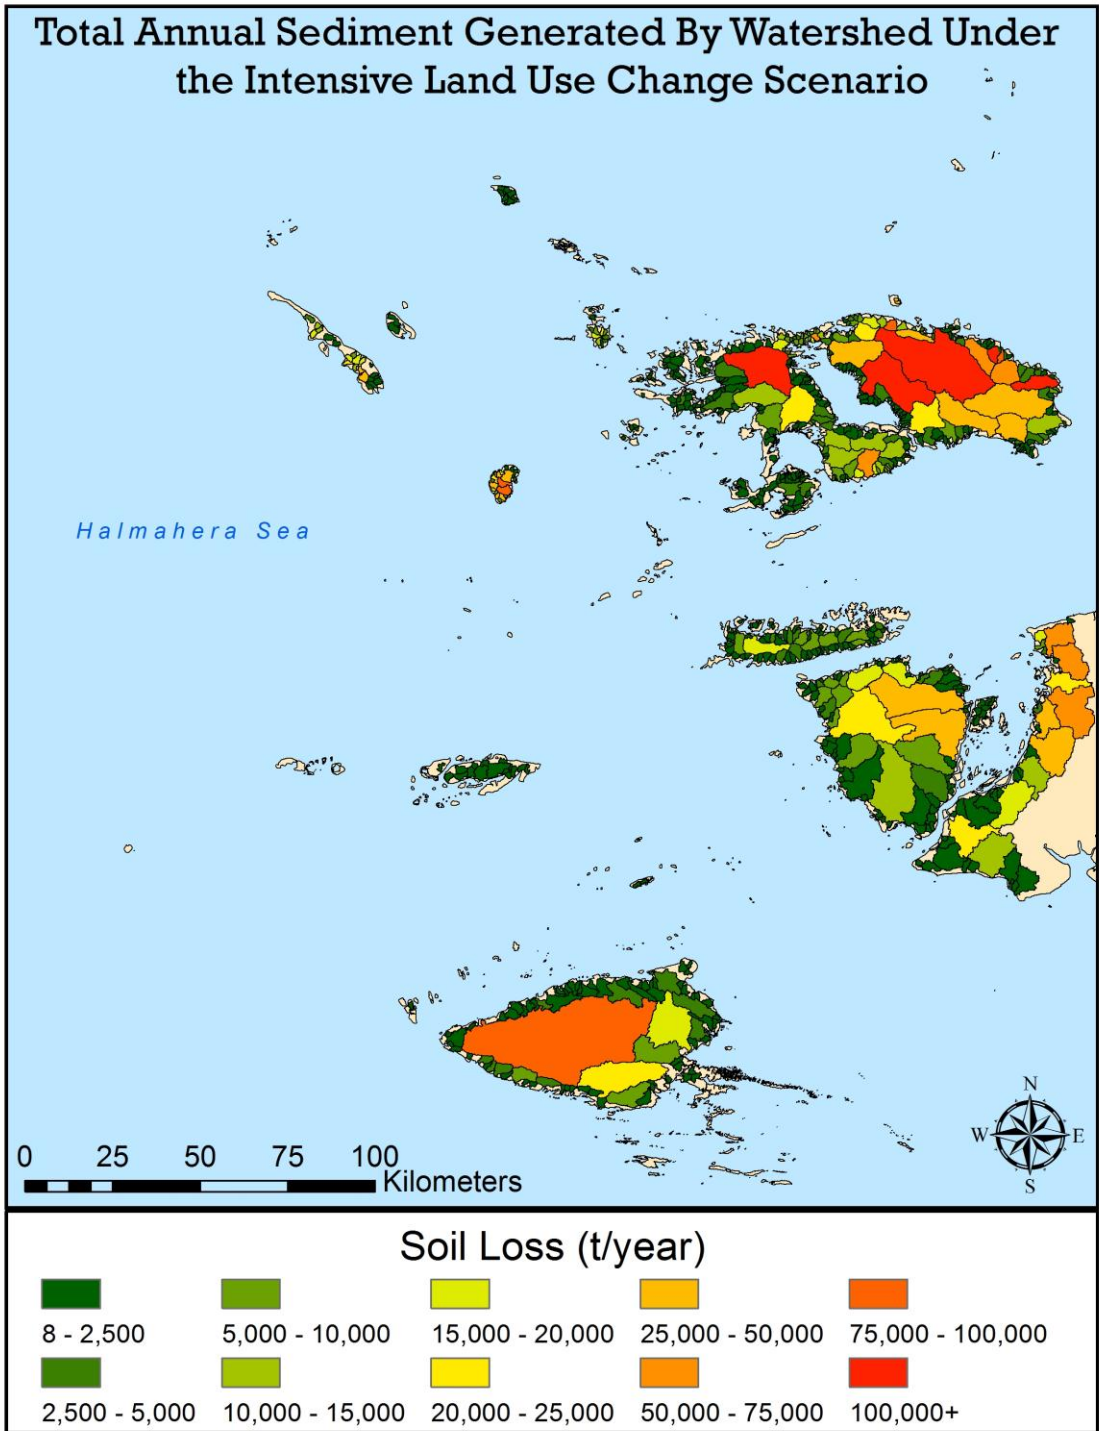 Total Annual Sediment Generated By Watershed Under
the Intensive Land Use Change Scenario
Halmahera Sea
N
W E
S
0 25 50 75 100
Kilometers
Soil Loss (t/year)
8 - 2,500 5,000 - 10,000 15,000 - 20,000 25,000 - 50,000 75,000 - 100,000
2,500 - 5,000 10,000 - 15,000 20,000 - 25,000 50,000 - 75,000 100,000+